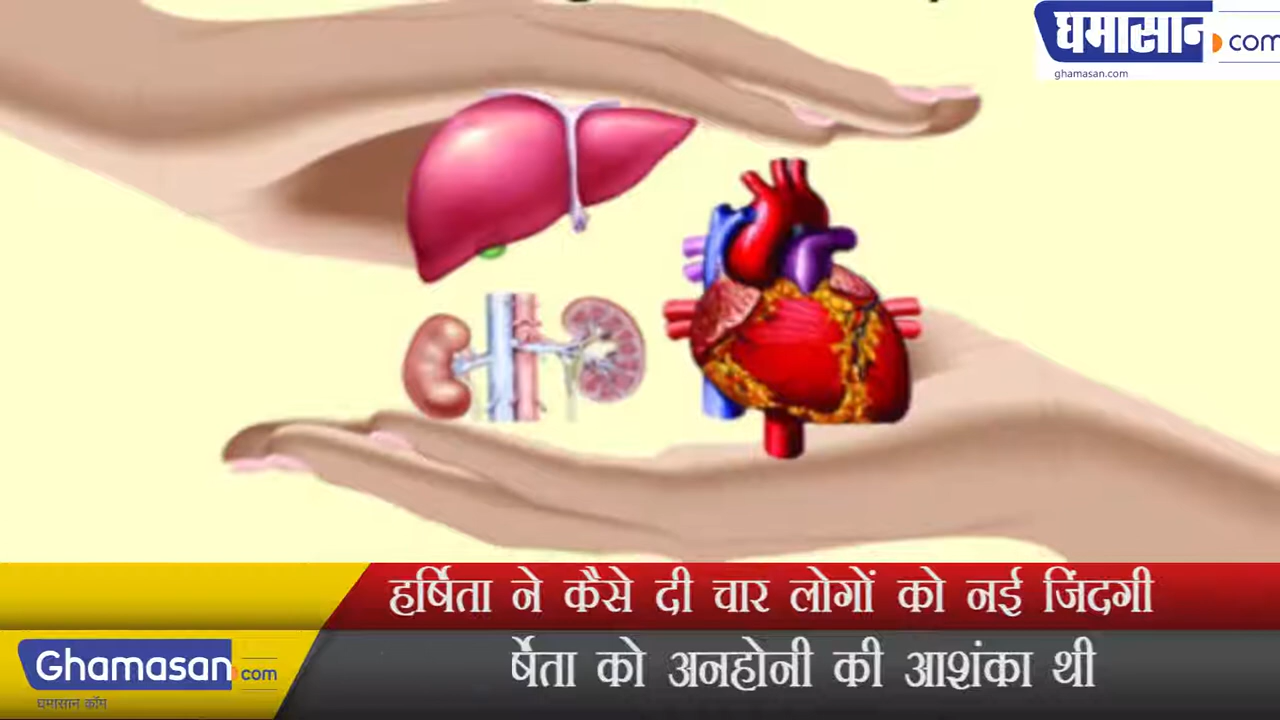 घमासान.com
ghamasan.com
हर्षिता ने कैसे दी चार लोगों को नई जिंदगी
र्षिता को अनहोनी की आशंका थी
Ghamasan.com
घमासान कॉम